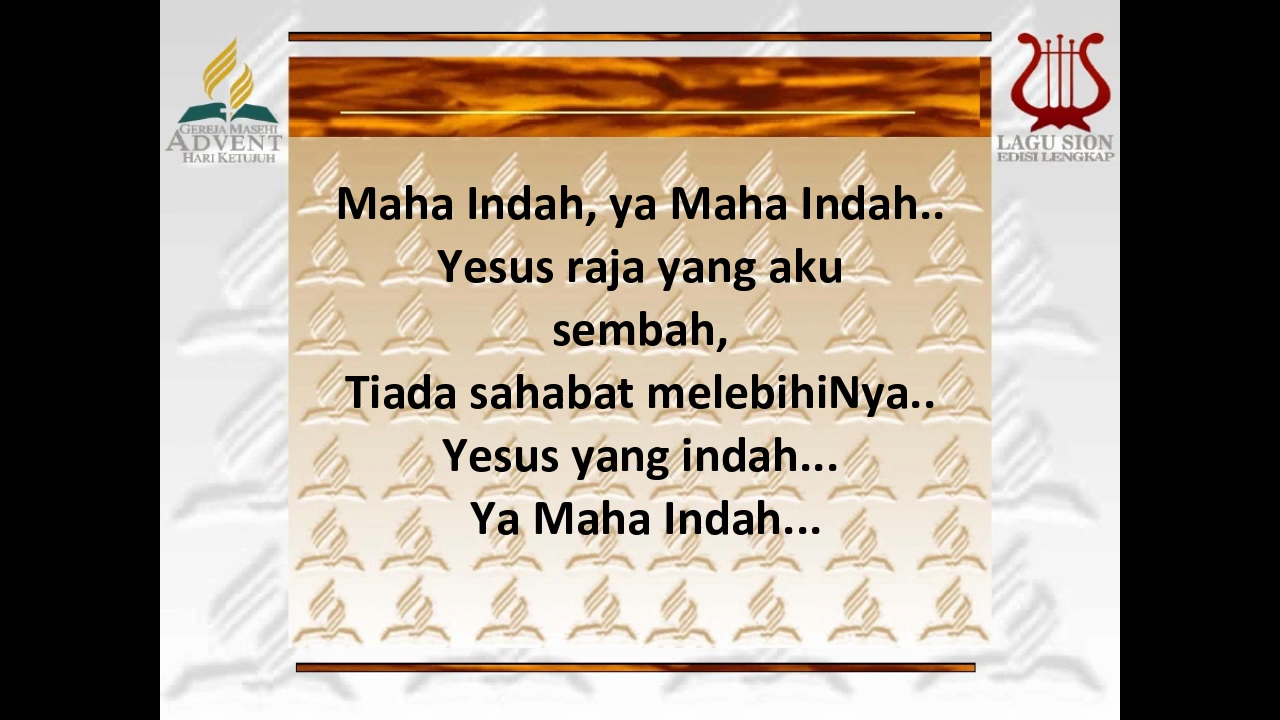 GEREJA MASEHI
ADVENT
HARI KETUJUH
LAGU SION
EDISI LENGKAP
Maha Indah, ya Maha Indah..
Yesus raja yang aku
sembah,
Tiada sahabat melebihiNya..
Yesus yang indah...
Ya Maha Indah...